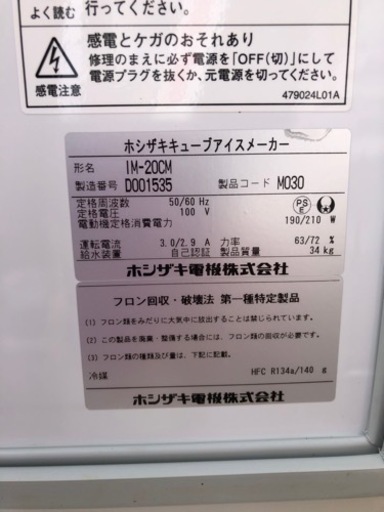 よく読む 行ってください。
感電とケガのおそれあり
修理のまえに必ず電源を「OFF(切)」にして
電源プラグを抜くか、元電源を切ってください。
感電注意
479024L01A
ホシザキキューブアイスメーカー
形名 IM-20CM
製造番号 D001535 製品コード M030
定格周波数 50/60 Hz
定格電圧 100 V
電動機定格消費電力 190/210 W
PSE
運転電流 3.0/2.9 A 力率 63/72 %
給水装置 自己認証 製品質量 34 kg
ホシザキ電機株式会社
フロン回収・破壊法 第一種特定製品
(1) フロン類をみだりに大気中に放出することは禁じられています。
(2) この製品を廃棄・整備する場合には、フロン類の回収が必要です。
(3) フロン類の種類及び量は、下記に記載。
冷媒 HFC R134a/140 g
ホシザキ電機株式会社